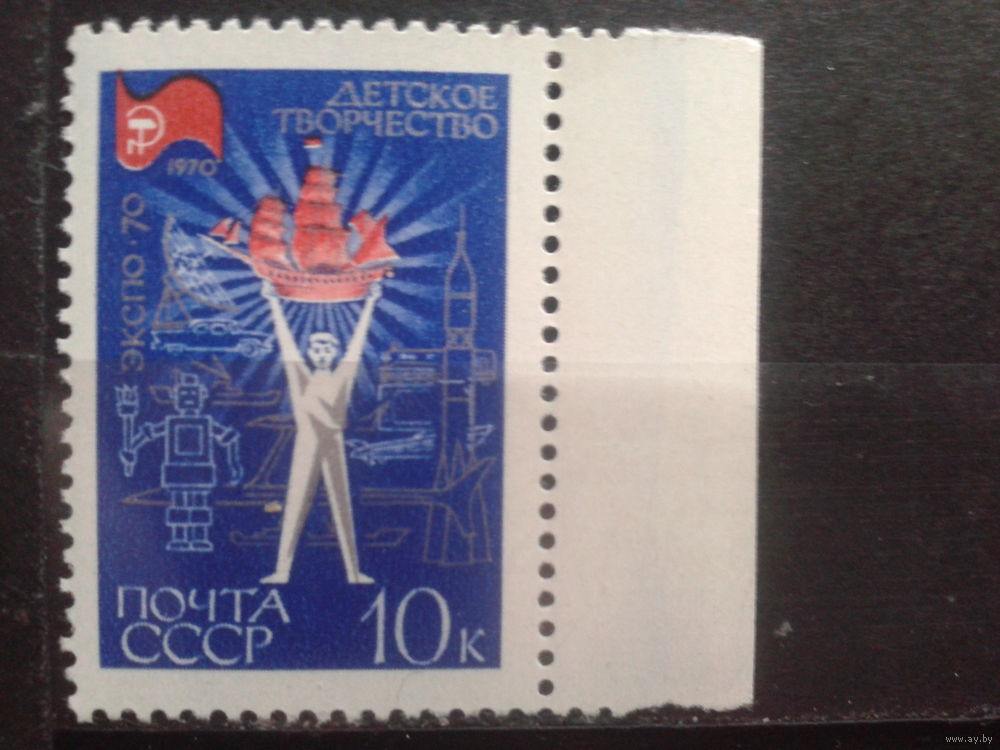 ДЕТСКОЕ
ТВОРЧЕСТВО
1970
ЭКСПО·70
ПОЧТА
СССР
10к
www.ay.by